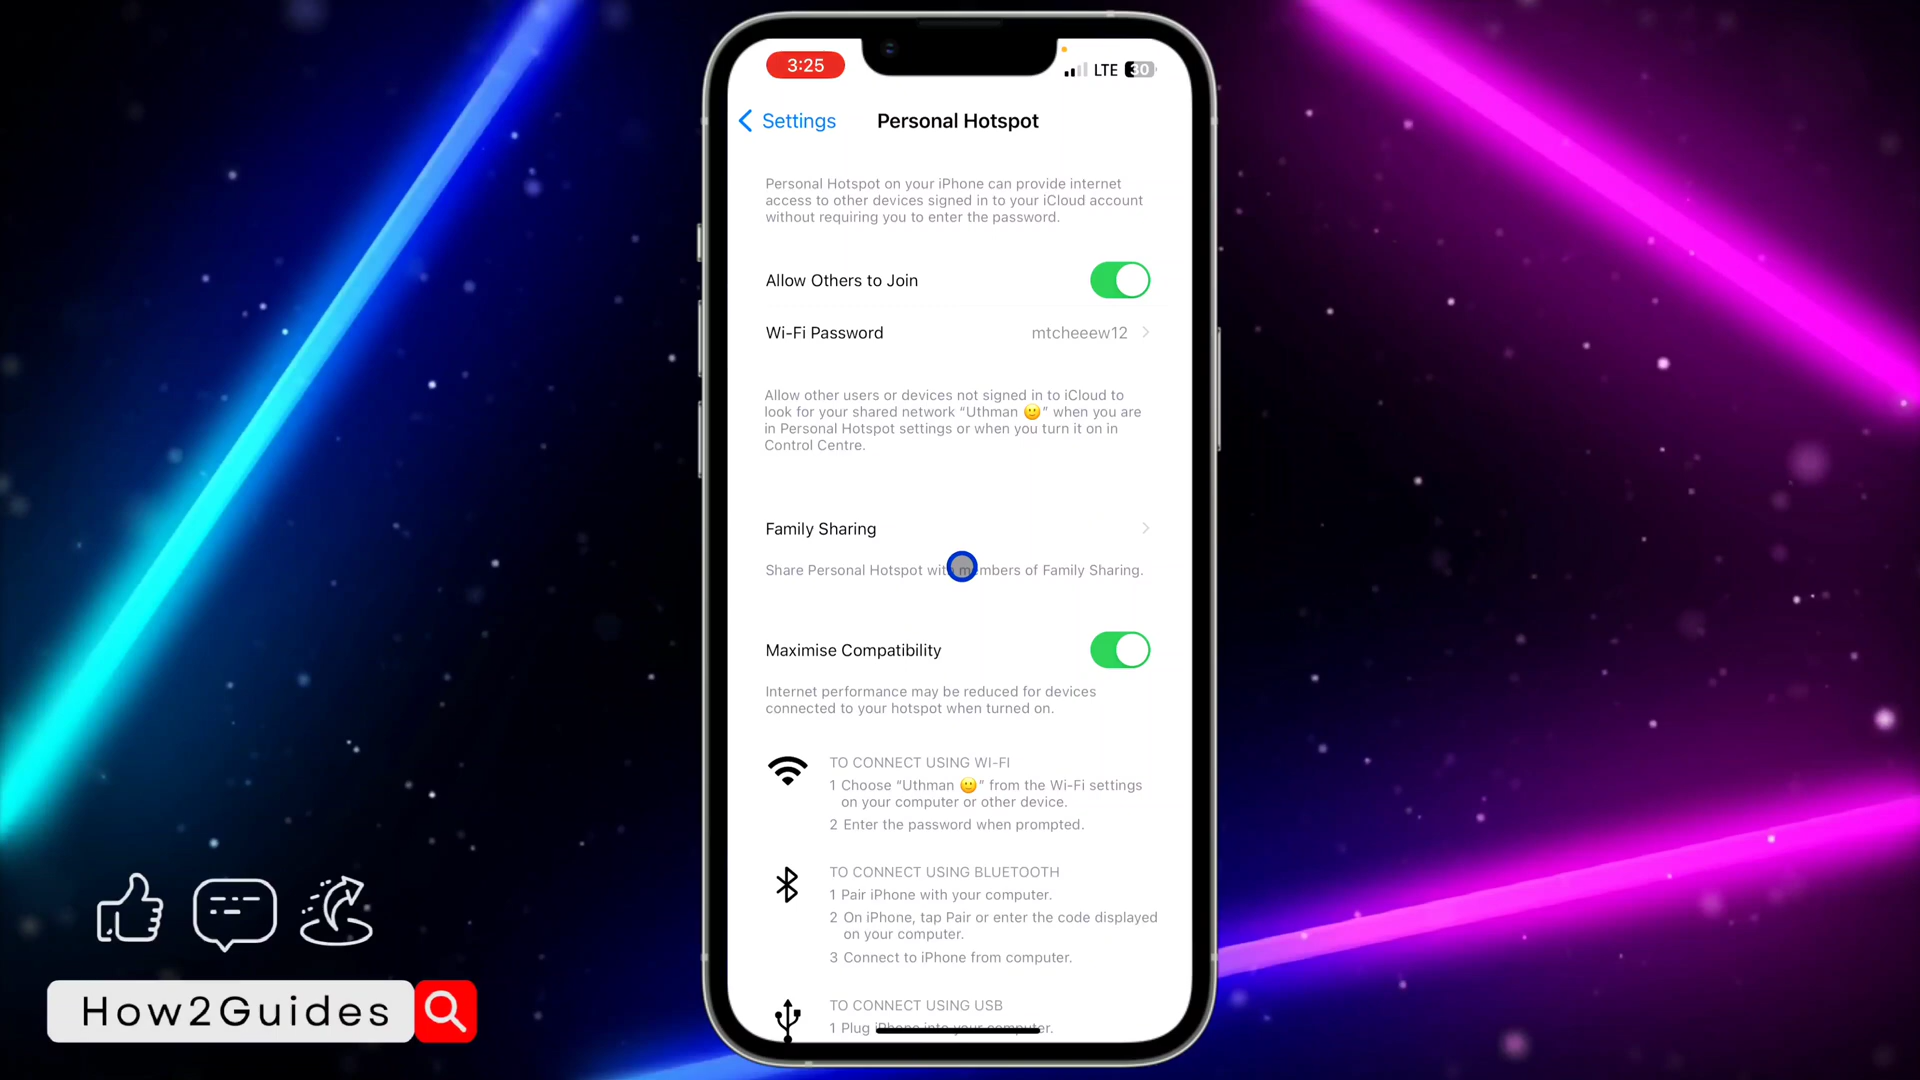 3:25
LTE 30
Settings
Personal Hotspot
Personal Hotspot on your iPhone can provide internet
access to other devices signed in to your iCloud account
without requiring you to enter the password.
Allow Others to Join
Wi-Fi Password mtcheeew12
Allow other users or devices not signed in to iCloud to
look for your shared network “Uthman 🙂” when you are
in Personal Hotspot settings or when you turn it on in
Control Centre.
Family Sharing
Share Personal Hotspot with members of Family Sharing.
Maximise Compatibility
Internet performance may be reduced for devices
connected to your hotspot when turned on.
TO CONNECT USING WI-FI
1 Choose “Uthman 🙂” from the Wi-Fi settings
on your computer or other device.
2 Enter the password when prompted.
TO CONNECT USING BLUETOOTH
1 Pair iPhone with your computer.
2 On iPhone, tap Pair or enter the code displayed
on your computer.
3 Connect to iPhone from computer.
TO CONNECT USING USB
1 Plug iPhone into your computer.
How2Guides